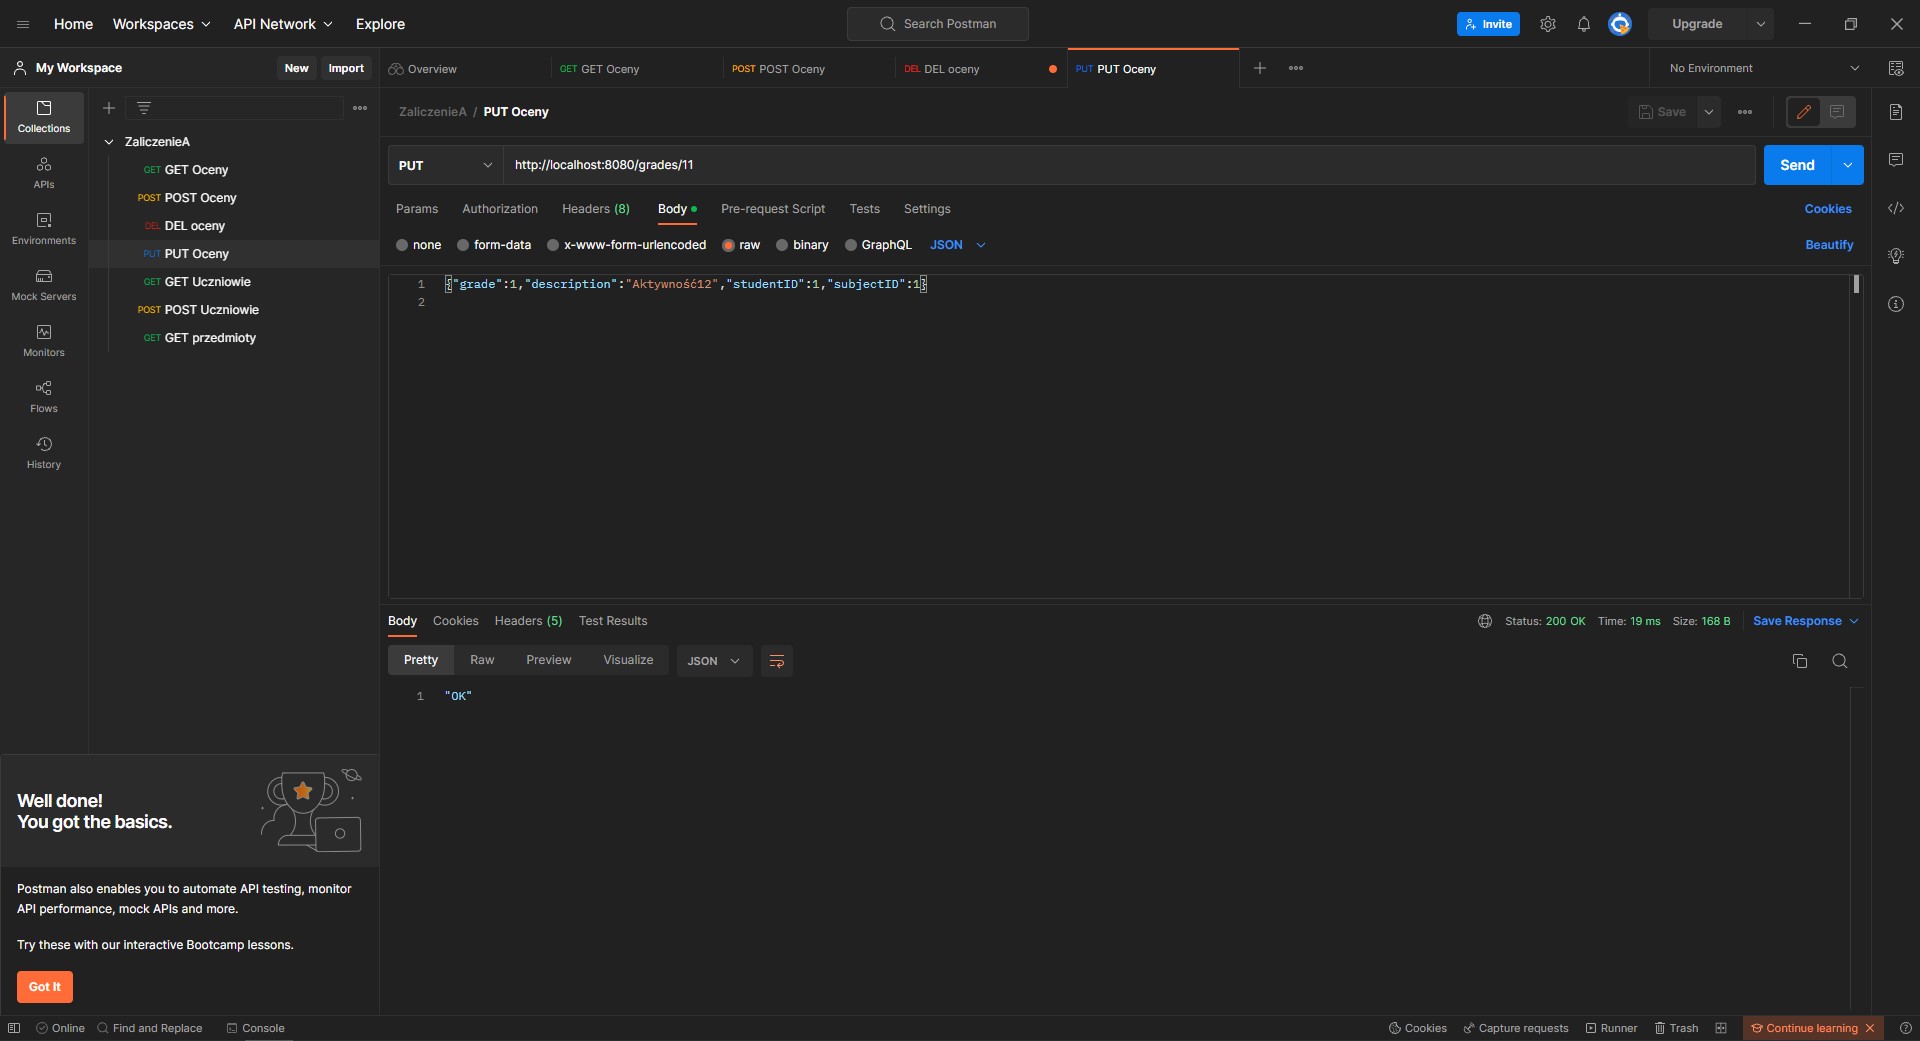 Home Workspaces API Network Explore Search Postman Invite Upgrade
My Workspace New Import Overview GET GET Oceny POST POST Oceny DEL DEL oceny PUT PUT Oceny No Environment
ZaliczenieA / PUT Oceny Save
Collections
ZaliczenieA
GET GET Oceny
POST POST Oceny
DEL DEL oceny
PUT PUT Oceny
GET GET Uczniowie
POST POST Uczniowie
GET GET przedmioty
APIs
Environments
Mock Servers
Monitors
Flows
History
PUT http://localhost:8080/grades/11 Send
Params Authorization Headers (8) Body Pre-request Script Tests Settings Cookies
none form-data x-www-form-urlencoded raw binary GraphQL JSON Beautify
1 {"grade":1,"description":"Aktywność12","studentID":1,"subjectID":1}
2
Body Cookies Headers (5) Test Results Status: 200 OK Time: 19 ms Size: 168 B Save Response
Pretty Raw Preview Visualize JSON
1 "OK"
Well done!
You got the basics.
Postman also enables you to automate API testing, monitor
API performance, mock APIs and more.
Try these with our interactive Bootcamp lessons.
Got It
Online Find and Replace Console Cookies Capture requests Runner Trash Continue learning